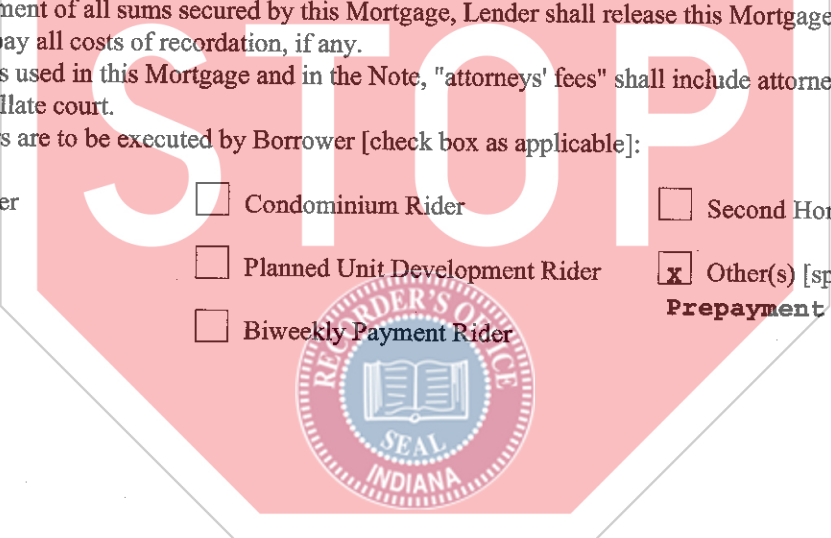 ment of all sums secured by this Mortgage, Lender shall release this Mortgage
pay all costs of recordation, if any.
s used in this Mortgage and in the Note, "attorneys' fees" shall include attorne
llate court.
s are to be executed by Borrower [check box as applicable]:
er Condominium Rider Second Hor
Planned Unit Development Rider x Other(s) [sp
Prepayment
Biweekly Payment Rider
STOP
RECORDER'S OFFICE
SEAL
INDIANA